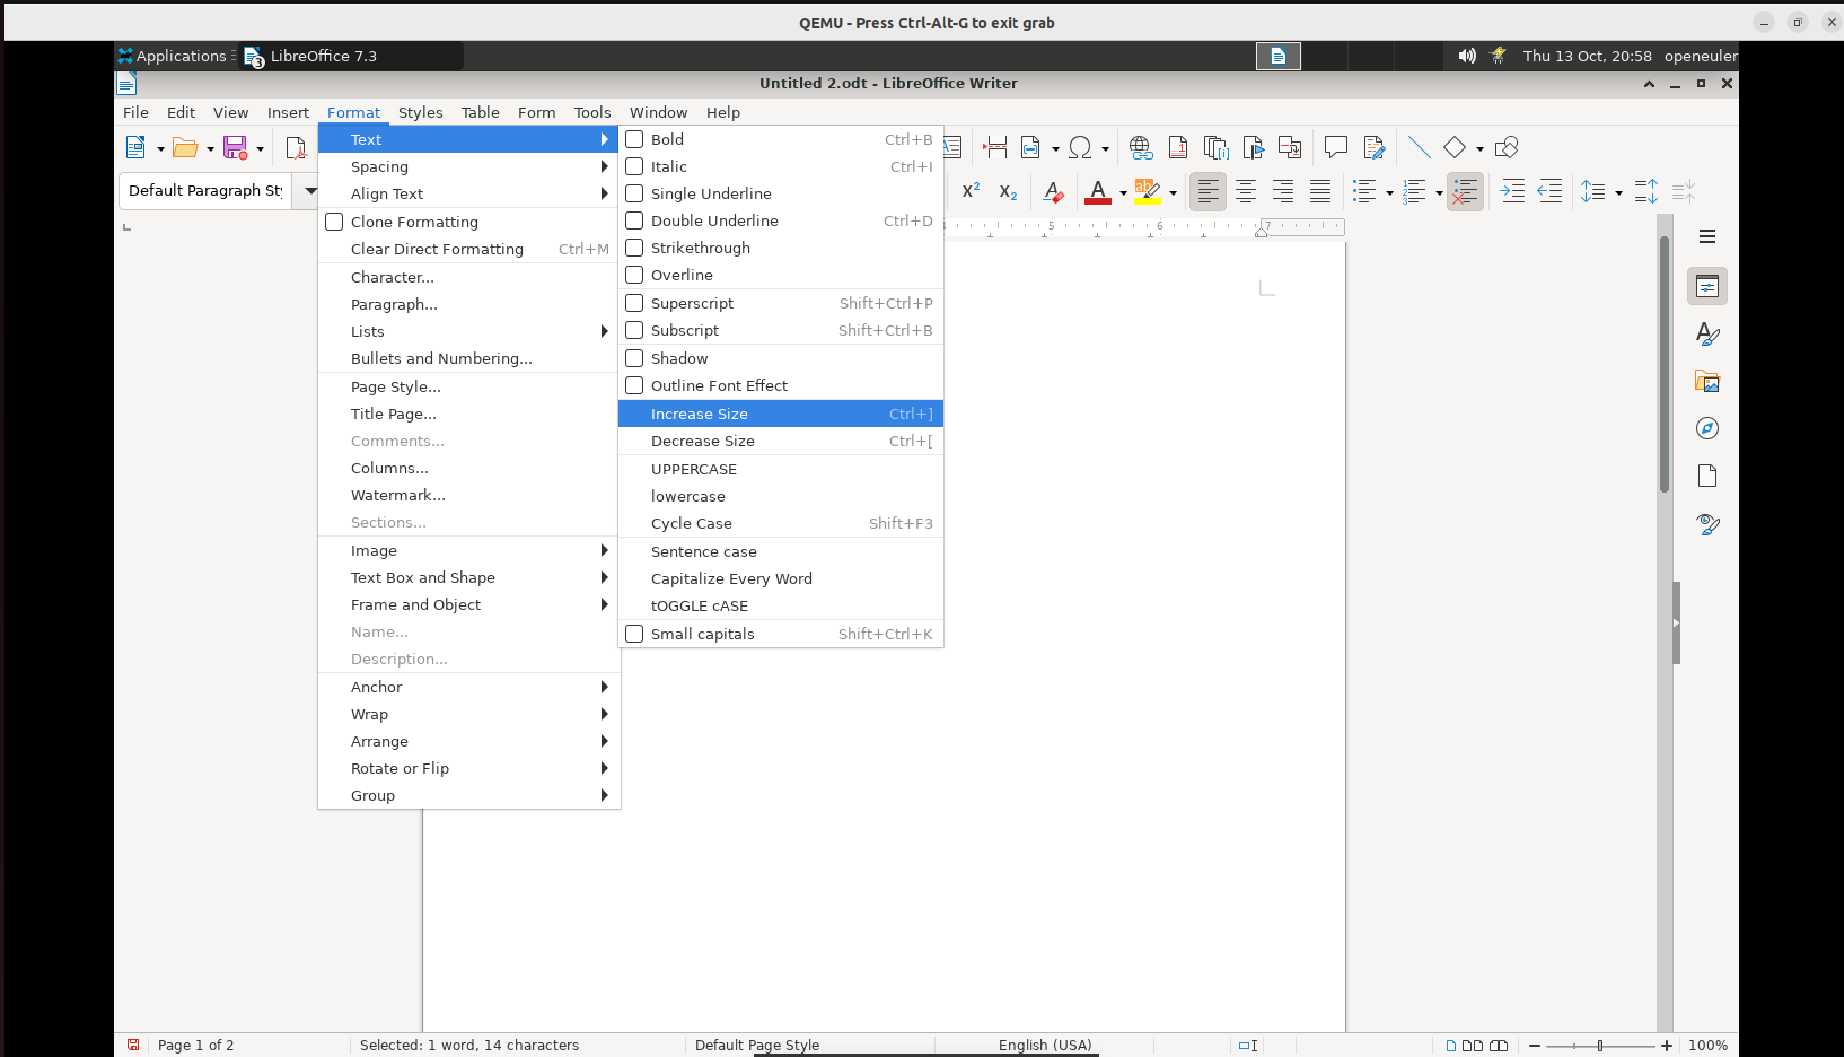 QEMU - Press Ctrl-Alt-G to exit grab
Applications LibreOffice 7.3 3 Thu 13 Oct, 20:58 openeuler
Untitled 2.odt - LibreOffice Writer
File Edit View Insert Format Styles Table Form Tools Window Help
Default Paragraph St
Text
Spacing
Align Text
Clone Formatting
Clear Direct Formatting Ctrl+M
Character...
Paragraph...
Lists
Bullets and Numbering...
Page Style...
Title Page...
Comments...
Columns...
Watermark...
Sections...
Image
Text Box and Shape
Frame and Object
Name...
Description...
Anchor
Wrap
Arrange
Rotate or Flip
Group
Bold Ctrl+B
Italic Ctrl+I
Single Underline
Double Underline Ctrl+D
Strikethrough
Overline
Superscript Shift+Ctrl+P
Subscript Shift+Ctrl+B
Shadow
Outline Font Effect
Increase Size Ctrl+]
Decrease Size Ctrl+[
UPPERCASE
lowercase
Cycle Case Shift+F3
Sentence case
Capitalize Every Word
tOGGLE cASE
Small capitals Shift+Ctrl+K
X2 X2 A A ab
5 6 7
Page 1 of 2 Selected: 1 word, 14 characters Default Page Style English (USA) 100%